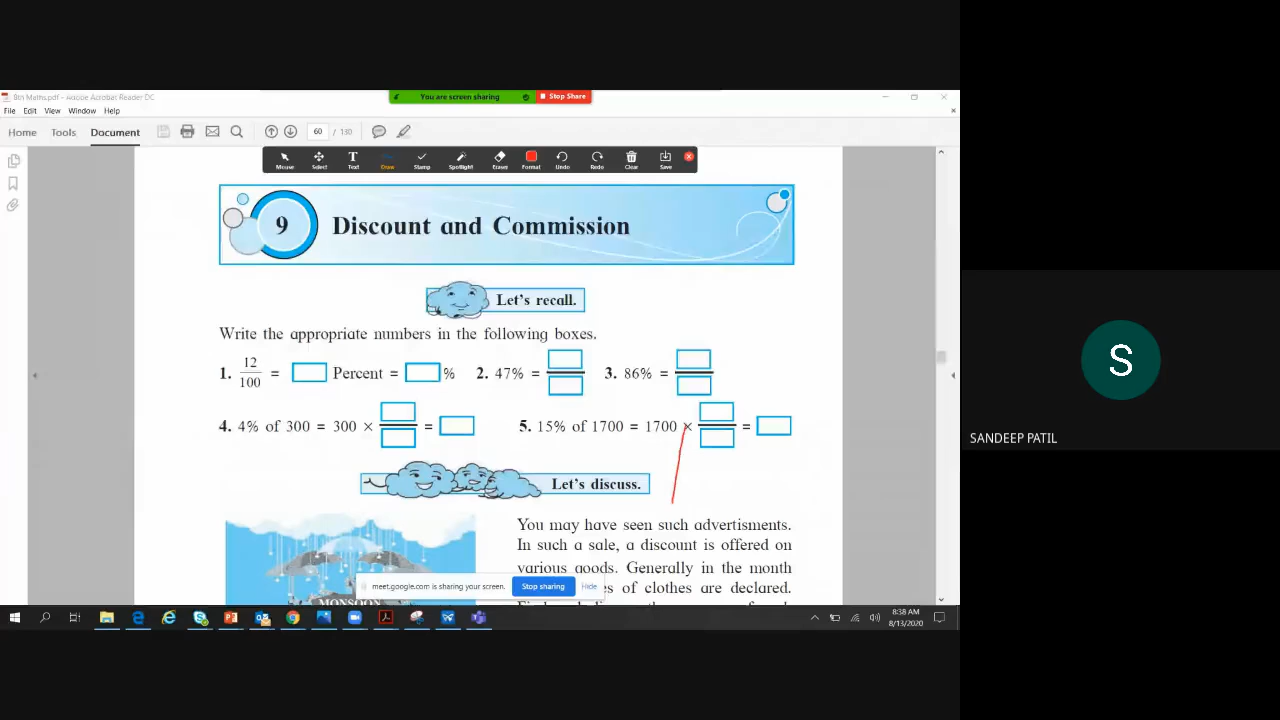 8th Maths.pdf - Adobe Acrobat Reader DC
You are screen sharing
Stop Share
File Edit View Window Help
Home Tools Document 60 / 130
Mouse Select Text Draw Stamp Spotlight Eraser Format Undo Redo Clear Save
9 Discount and Commission
Let's recall.
Write the appropriate numbers in the following boxes.
1. 12/100 = Percent = % 2. 47% = 3. 86% =
4. 4% of 300 = 300 × = 5. 15% of 1700 = 1700 × =
Let's discuss.
You may have seen such advertisments.
In such a sale, a discount is offered on
various goods. Generally in the month
es of clothes are declared.
MONSOON
meet.google.com is sharing your screen. Stop sharing Hide
8:38 AM
8/13/2020
S
SANDEEP PATIL